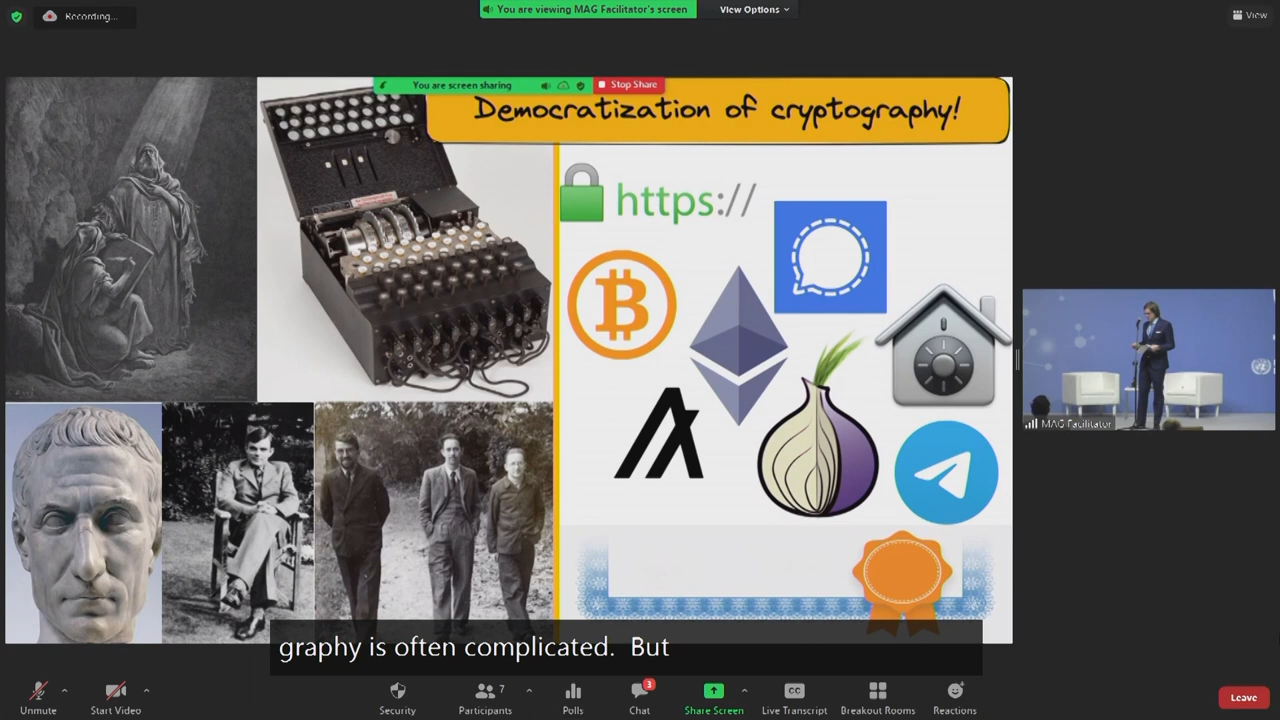 Recording...
You are viewing MAG Facilitator's screen
View Options
View
You are screen sharing
Stop Share
Democratization of cryptography!
https://
MAG Facilitator
graphy is often complicated.  But
Unmute
Start Video
Security
Participants
7
Polls
Chat
3
Share Screen
CC
Live Transcript
Breakout Rooms
Reactions
Leave